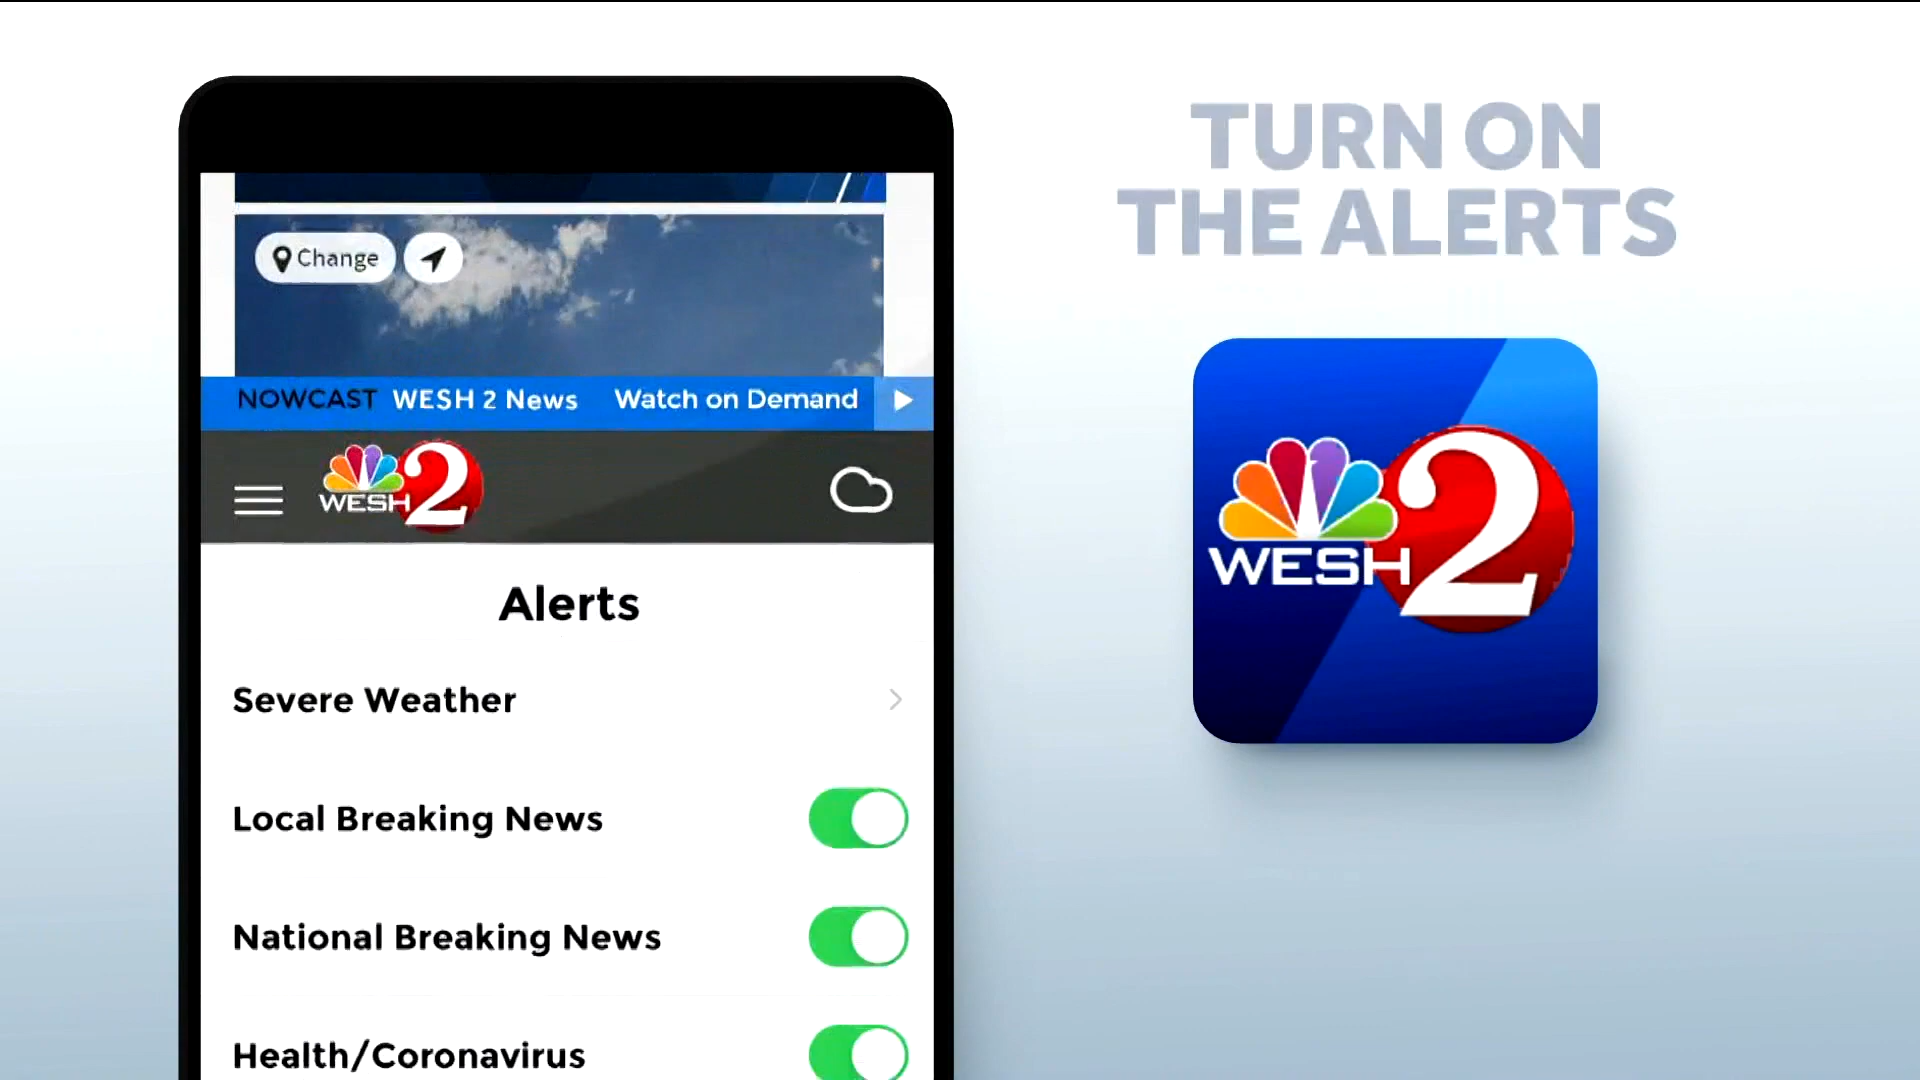 TURN ON
THE ALERTS
Change
NOWCAST WESH 2 News Watch on Demand
WESH 2
Alerts
Severe Weather
Local Breaking News
National Breaking News
Health/Coronavirus
WESH 2